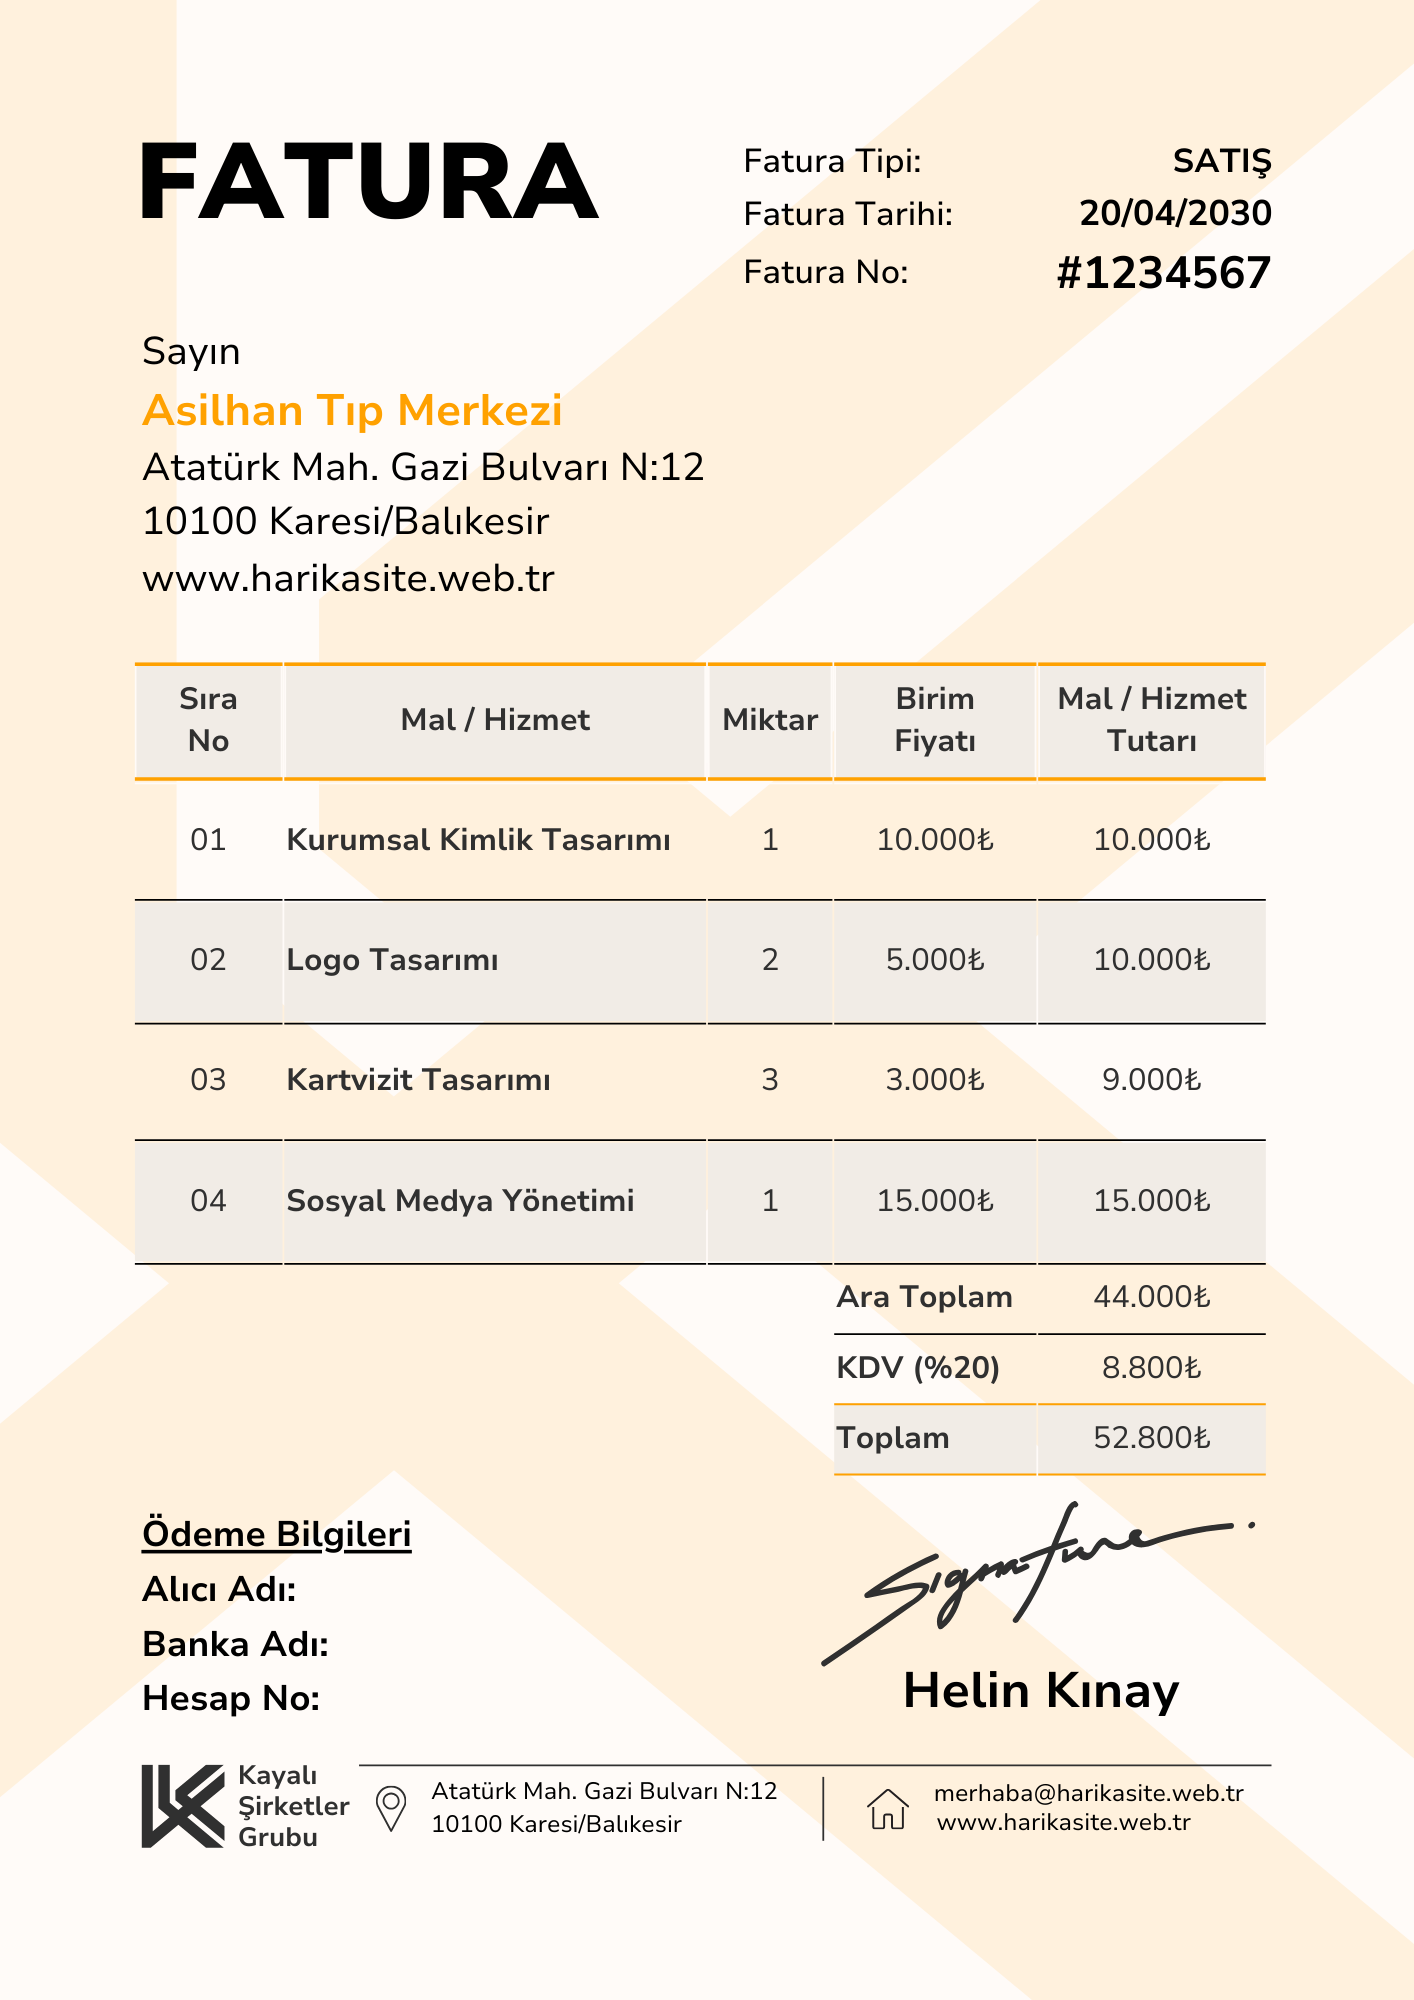 FATURA
Fatura Tipi: SATIŞ
Fatura Tarihi: 20/04/2030
Fatura No: #1234567
Sayın
Asilhan Tıp Merkezi
Atatürk Mah. Gazi Bulvarı N:12
10100 Karesi/Balıkesir
www.harikasite.web.tr
Sıra No Mal / Hizmet Miktar Birim Fiyatı Mal / Hizmet Tutarı
01 Kurumsal Kimlik Tasarımı 1 10.000₺ 10.000₺
02 Logo Tasarımı 2 5.000₺ 10.000₺
03 Kartvizit Tasarımı 3 3.000₺ 9.000₺
04 Sosyal Medya Yönetimi 1 15.000₺ 15.000₺
Ara Toplam 44.000₺
KDV (%20) 8.800₺
Toplam 52.800₺
Ödeme Bilgileri
Alıcı Adı:
Banka Adı:
Hesap No:
Signature
Helin Kınay
Kayalı
Şirketler
Grubu
Atatürk Mah. Gazi Bulvarı N:12
10100 Karesi/Balıkesir
merhaba@harikasite.web.tr
www.harikasite.web.tr